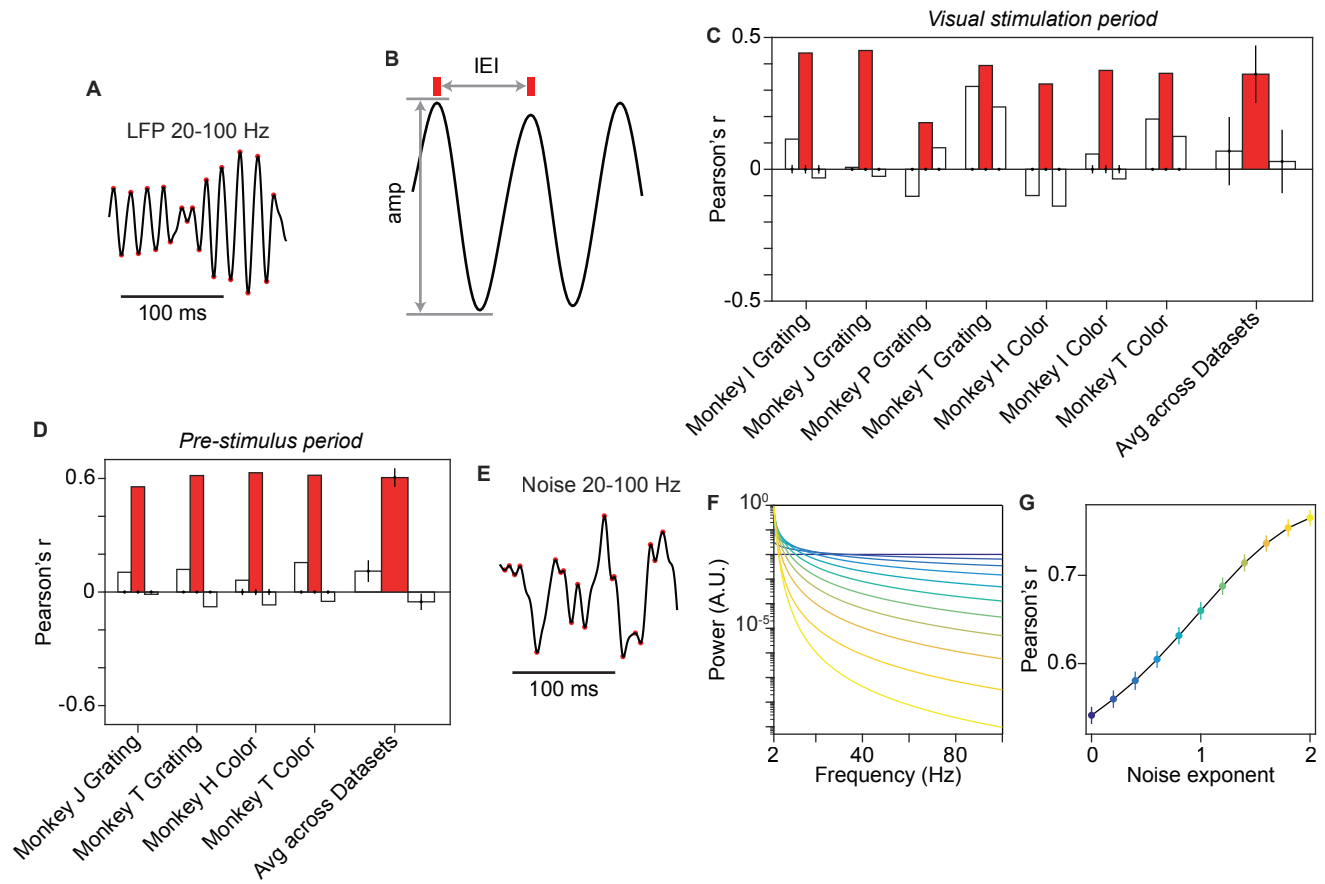 A
LFP 20-100 Hz
100 ms
B
IEI
amp
C
Visual stimulation period
0.5
0
-0.5
Pearson's r
Monkey I Grating
Monkey J Grating
Monkey P Grating
Monkey T Grating
Monkey H Color
Monkey I Color
Monkey T Color
Avg across Datasets
D
Pre-stimulus period
0.6
0
-0.6
Pearson's r
Monkey J Grating
Monkey T Grating
Monkey H Color
Monkey T Color
Avg across Datasets
E
Noise 20-100 Hz
100 ms
F
10^0
10^-5
Power (A.U.)
2
40
80
Frequency (Hz)
G
0.7
0.6
Pearson's r
0
1
2
Noise exponent